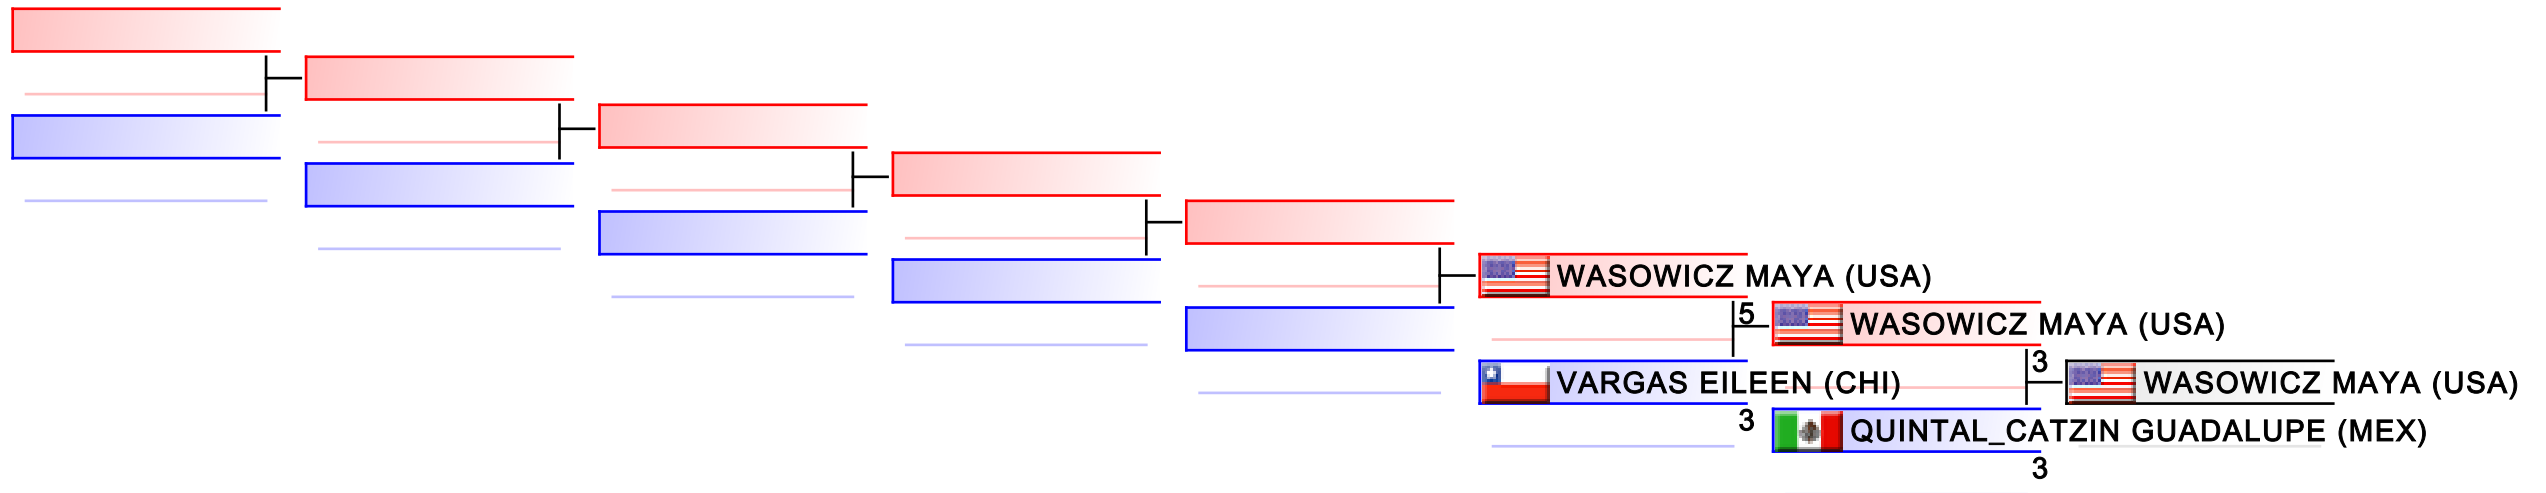 WASOWICZ MAYA (USA)
5
WASOWICZ MAYA (USA)
3
VARGAS EILEEN (CHI)
WASOWICZ MAYA (USA)
3
QUINTAL_CATZIN GUADALUPE (MEX)
3